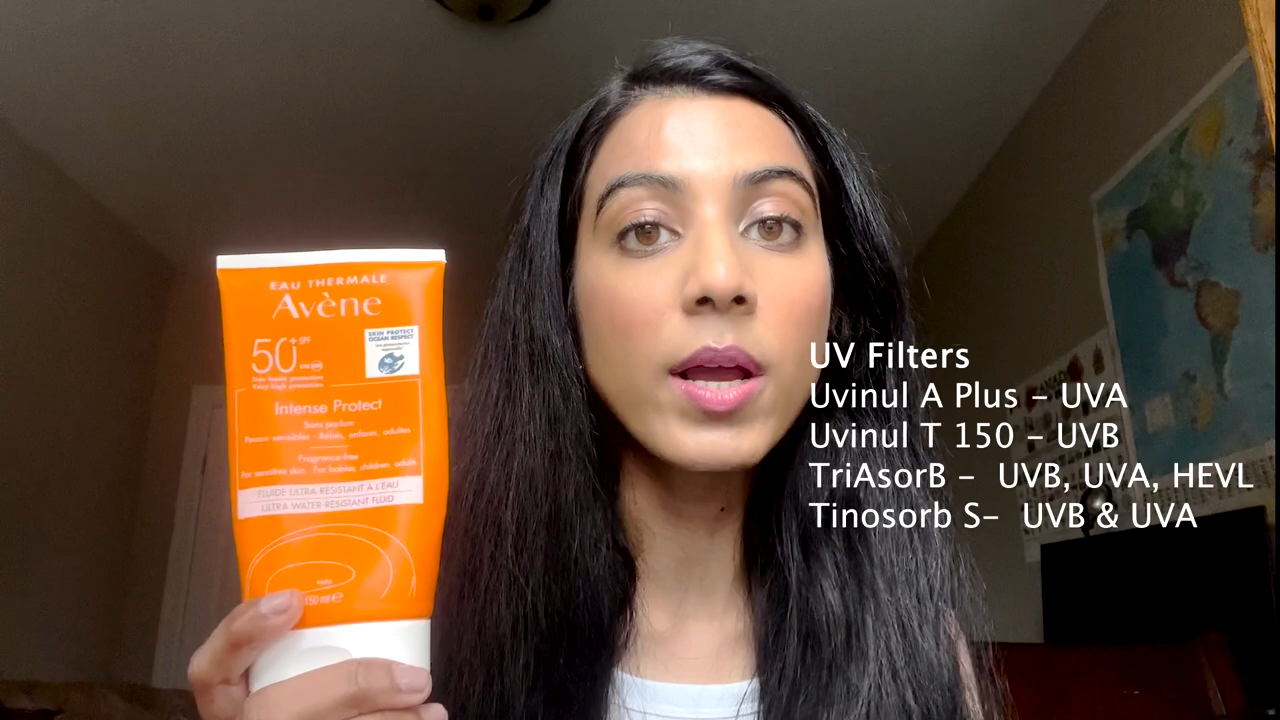 EAU THERMALE
Avène
50+ SPF
SKIN PROTECT
OCEAN RESPECT
Très haute protection
Very high protection
Intense Protect
Sans parfum
Peaux sensibles - Bébés, enfants, adultes
Fragrance-free
For sensitive skin - For babies, children, adults
FLUIDE ULTRA-RÉSISTANT À L'EAU
ULTRA WATER-RESISTANT FLUID
PARIS
150 ml e
UV Filters
Uvinul A Plus – UVA
Uvinul T 150 – UVB
TriAsorB –  UVB, UVA, HEVL
Tinosorb S–  UVB & UVA